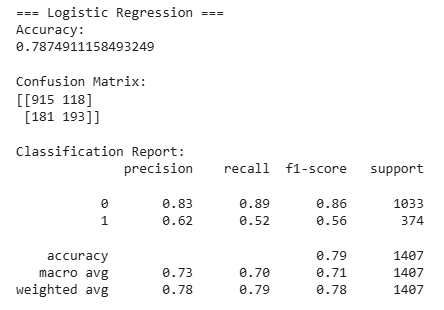 === Logistic Regression ===
Accuracy:
0.7874911158493249
Confusion Matrix:
[[915 118]
[181 193]]
Classification Report:
precision recall f1-score support
0 0.83 0.89 0.86 1033
1 0.62 0.52 0.56 374
accuracy 0.79 1407
macro avg 0.73 0.70 0.71 1407
weighted avg 0.78 0.79 0.78 1407